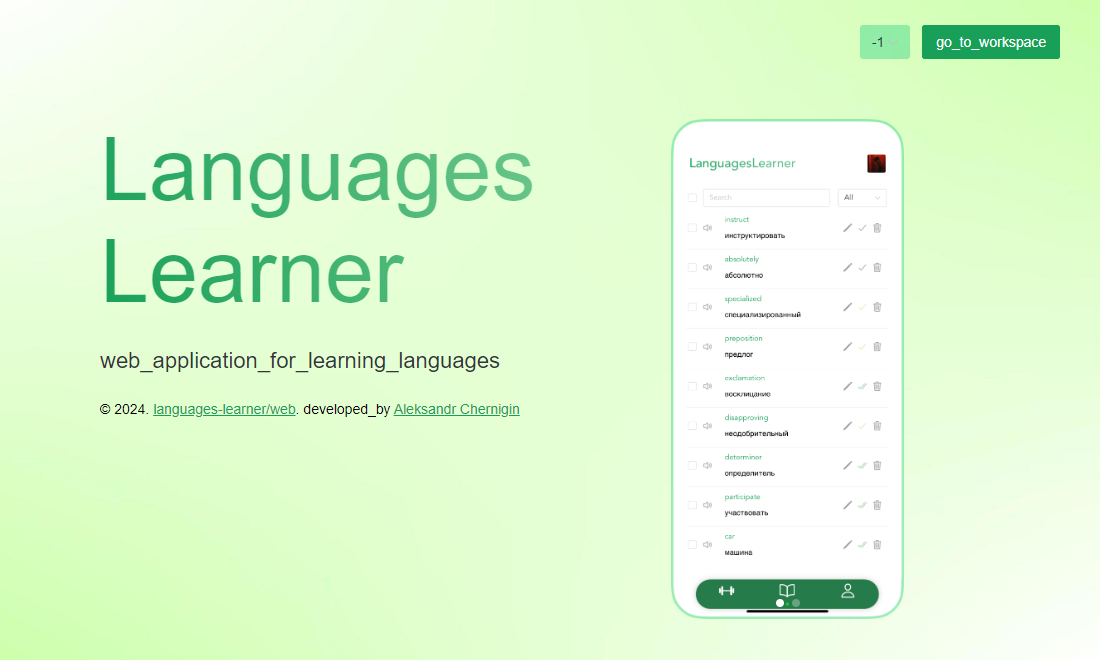 -1
go_to_workspace
Languages
Learner
web_application_for_learning_languages
© 2024. languages-learner/web. developed_by Aleksandr Chernigin
LanguagesLearner
Search
All
instruct
инструктировать
absolutely
абсолютно
specialized
специализированный
preposition
предлог
exclamation
восклицание
disapproving
неодобрительный
determiner
определитель
participate
участвовать
car
машина